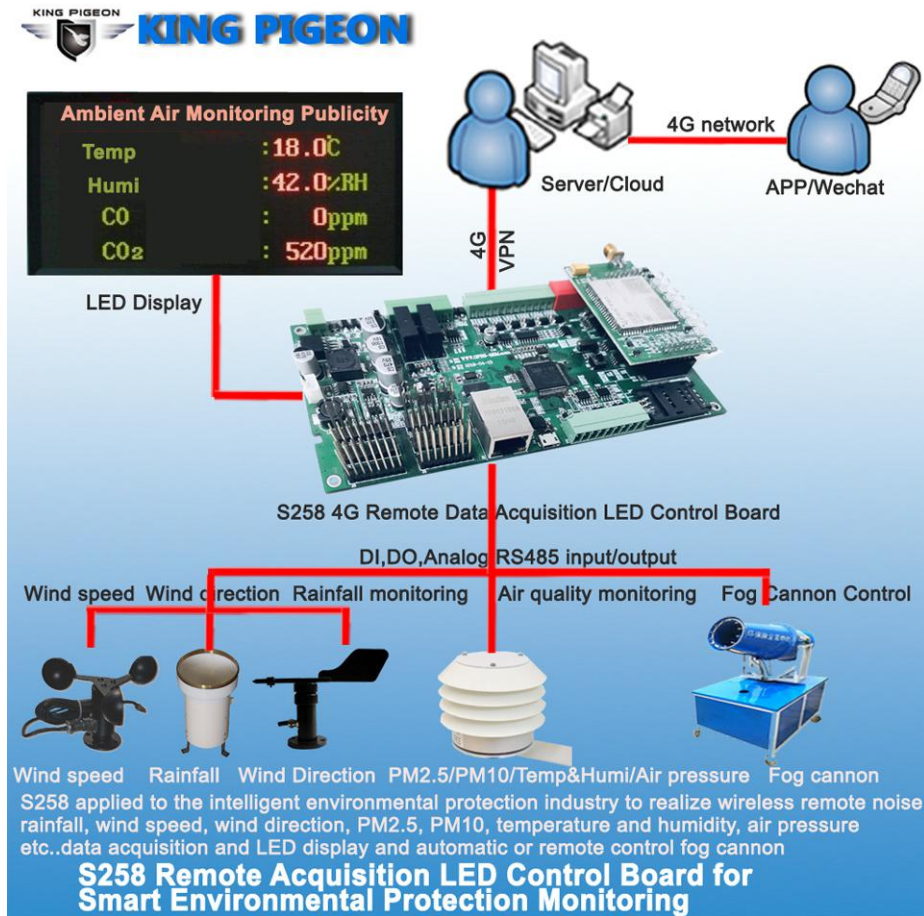 KING PIGEON
KING PIGEON
Ambient Air Monitoring Publicity
Temp :18.0℃
Humi :42.0%RH
CO : 0ppm
CO₂ : 520ppm
4G network
Server/Cloud
APP/Wechat
4G
VPN
LED Display
S258 4G Remote Data Acquisition LED Control Board
DI,DO,Analog RS485 input/output
Wind speed Wind direction Rainfall monitoring Air quality monitoring Fog Cannon Control
Wind speed Rainfall Wind Direction PM2.5/PM10/Temp&Humi/Air pressure Fog cannon
S258 applied to the intelligent environmental protection industry to realize wireless remote noise
rainfall, wind speed, wind direction, PM2.5, PM10, temperature and humidity, air pressure
etc..data acquisition and LED display and automatic or remote control fog cannon
S258 Remote Acquisition LED Control Board for
Smart Environmental Protection Monitoring